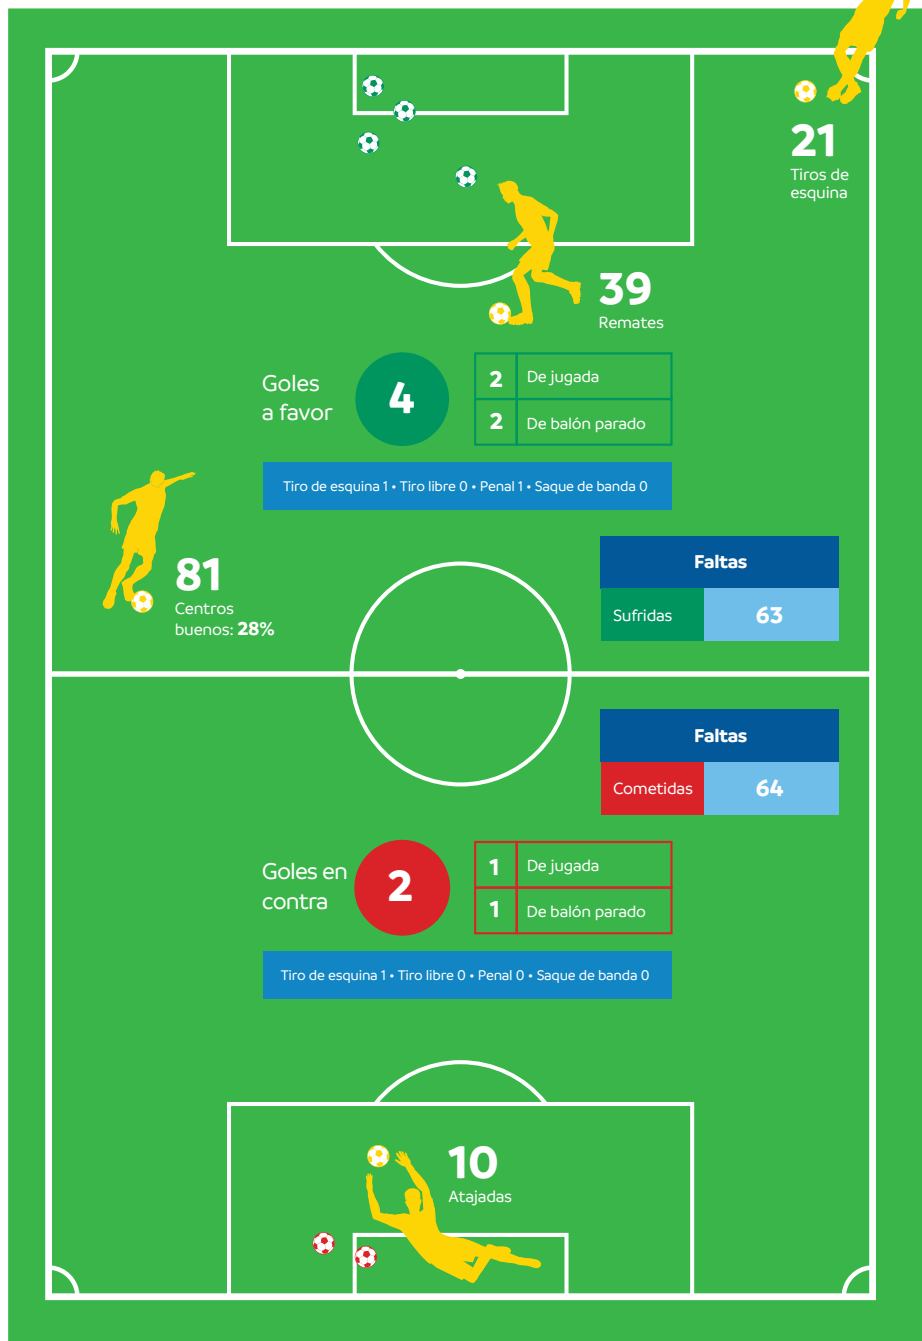 21
Tiros de
esquina
39
Remates
Goles
a favor
4
2 De jugada
2 De balón parado
Tiro de esquina 1 • Tiro libre 0 • Penal 1 • Saque de banda 0
81
Centros
buenos: 28%
Faltas
Sufridas 63
Faltas
Cometidas 64
Goles en
contra
2
1 De jugada
1 De balón parado
Tiro de esquina 1 • Tiro libre 0 • Penal 0 • Saque de banda 0
10
Atajadas